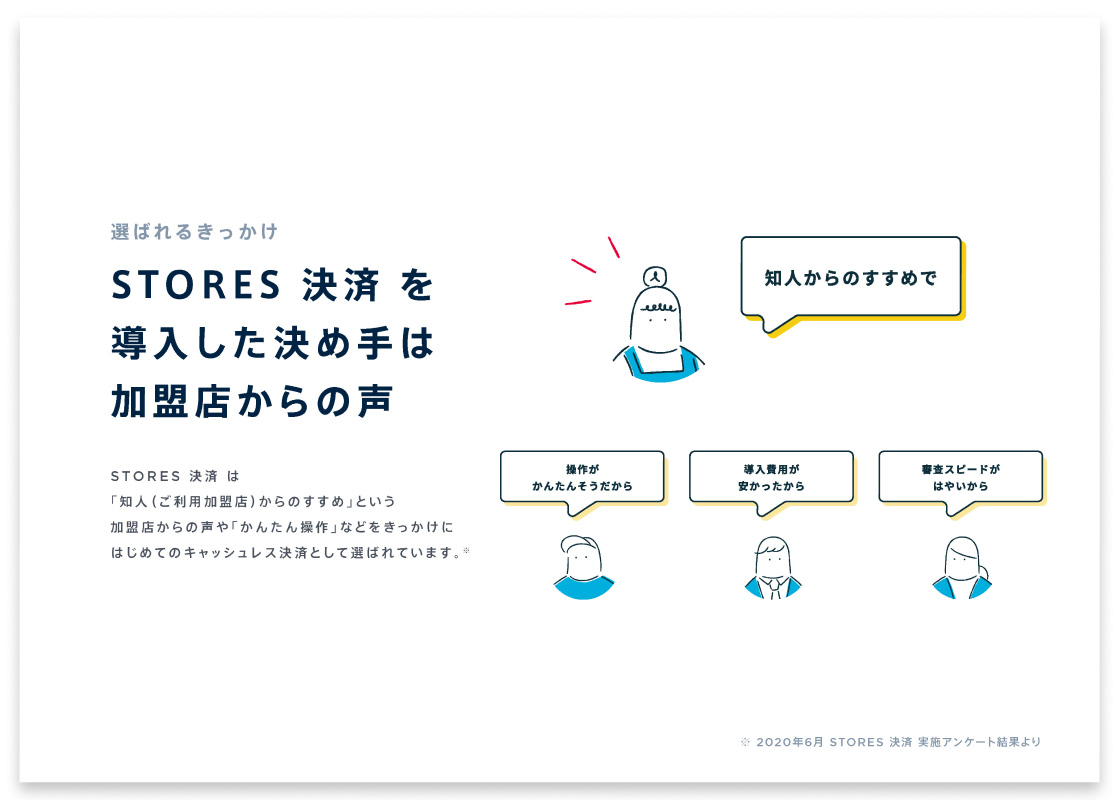 選ばれるきっかけ
STORES 決済 を
導入した決め手は
加盟店からの声
STORES 決済 は
「知人(ご利用加盟店)からのすすめ」という
加盟店からの声や「かんたん操作」などをきっかけに
はじめてのキャッシュレス決済として選ばれています。※
知人からのすすめで
操作が
かんたんそうだから
導入費用が
安かったから
審査スピードが
はやいから
※ 2020年6月 STORES 決済 実施アンケート結果より